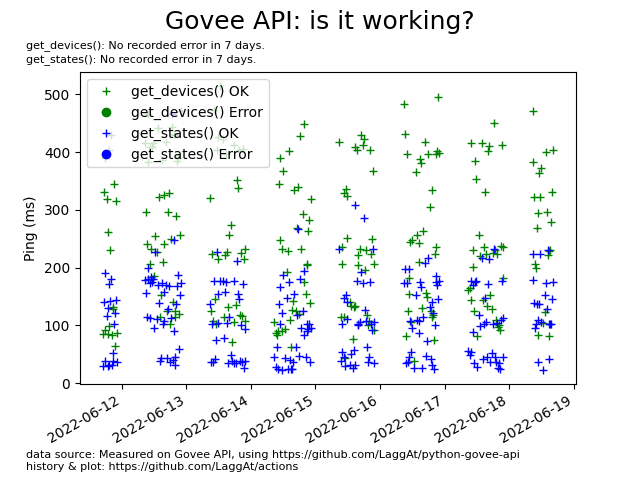 Govee API: is it working?
get_devices(): No recorded error in 7 days.
get_states(): No recorded error in 7 days.
get_devices() OK
get_devices() Error
get_states() OK
get_states() Error
500
400
300
200
100
0
Ping (ms)
2022-06-12
2022-06-13
2022-06-14
2022-06-15
2022-06-16
2022-06-17
2022-06-18
2022-06-19
data source: Measured on Govee API, using https://github.com/LaggAt/python-govee-api
history & plot: https://github.com/LaggAt/actions